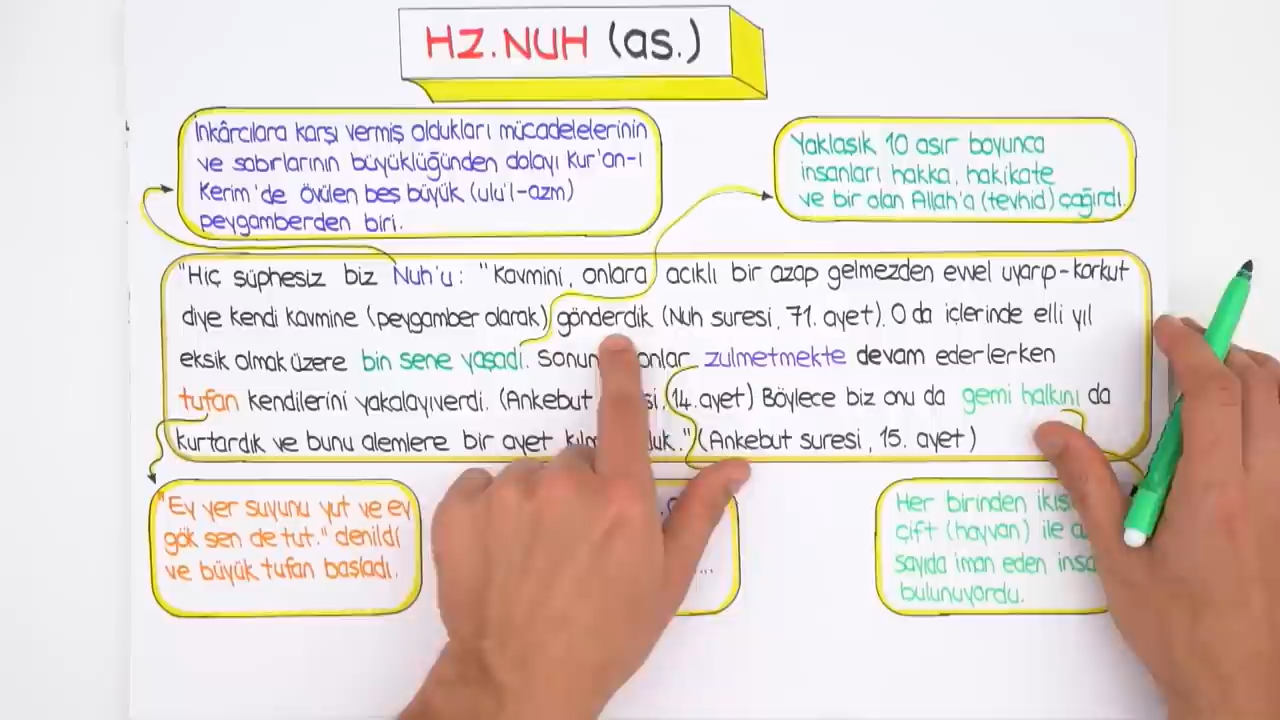 HZ. NUH (as.)
İnkârcılara karşı vermiş oldukları mücadelelerinin
ve sabırlarının büyüklüğünden dolayı Kur'an-ı
Kerim'de övülen beş büyük (ulu'l-azm)
peygamberden biri.
Yaklaşık 10 asır boyunca
insanları hakka, hakikate
ve bir olan Allah'a (tevhid) çağırdı.
"Hiç şüphesiz biz Nuh'u: "Kavmini, onlara acıklı bir azap gelmezden evvel uyarıp-korkut
diye kendi kavmine (peygamber olarak) gönderdik (Nuh suresi, 71. ayet). O da içlerinde elli yıl
eksik olmak üzere bin sene yaşadı. onlar zulmetmekte devam ederlerken
tufan kendilerini yakalayıverdi. (Ankebut 14. ayet) Böylece biz onu da gemi halkını da
kurtardık ve bunu alemlere bir ayet (Ankebut suresi, 15. ayet)
"Ey yer suyunu yut ve ey
gök sen de tut." denildi
ve büyük tufan başladı.
Her birinden
çift (hayvan) ile
sayıda iman eden
bulunuyordu.